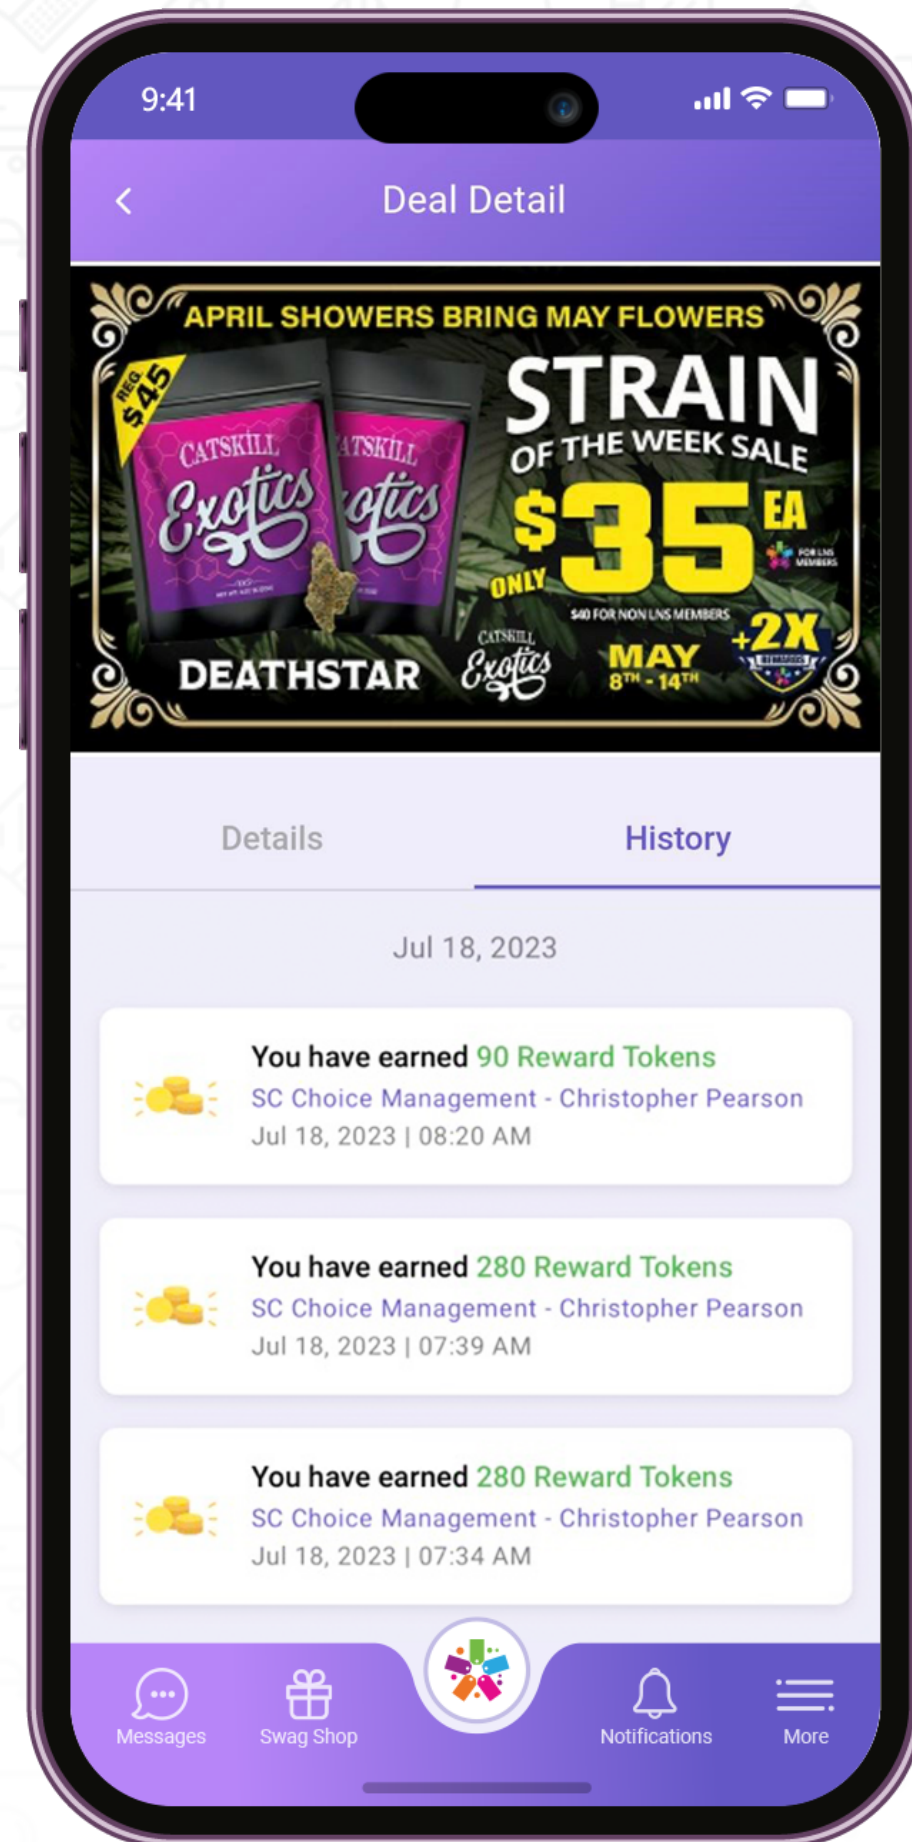 9:41
Deal Detail
APRIL SHOWERS BRING MAY FLOWERS
REG.
$45
STRAIN
OF THE WEEK SALE
CATSKILL
Exotics
ATSKILL
otics
ONLY
$35 EA
FOR LNS
MEMBERS
$40 FOR NON LNS MEMBERS
DEATHSTAR
CATSKILL
Exotics
MAY
8TH - 14TH
+2X
REWARDS
Details
History
Jul 18, 2023
You have earned 90 Reward Tokens
SC Choice Management - Christopher Pearson
Jul 18, 2023 | 08:20 AM
You have earned 280 Reward Tokens
SC Choice Management - Christopher Pearson
Jul 18, 2023 | 07:39 AM
You have earned 280 Reward Tokens
SC Choice Management - Christopher Pearson
Jul 18, 2023 | 07:34 AM
Messages
Swag Shop
Notifications
More